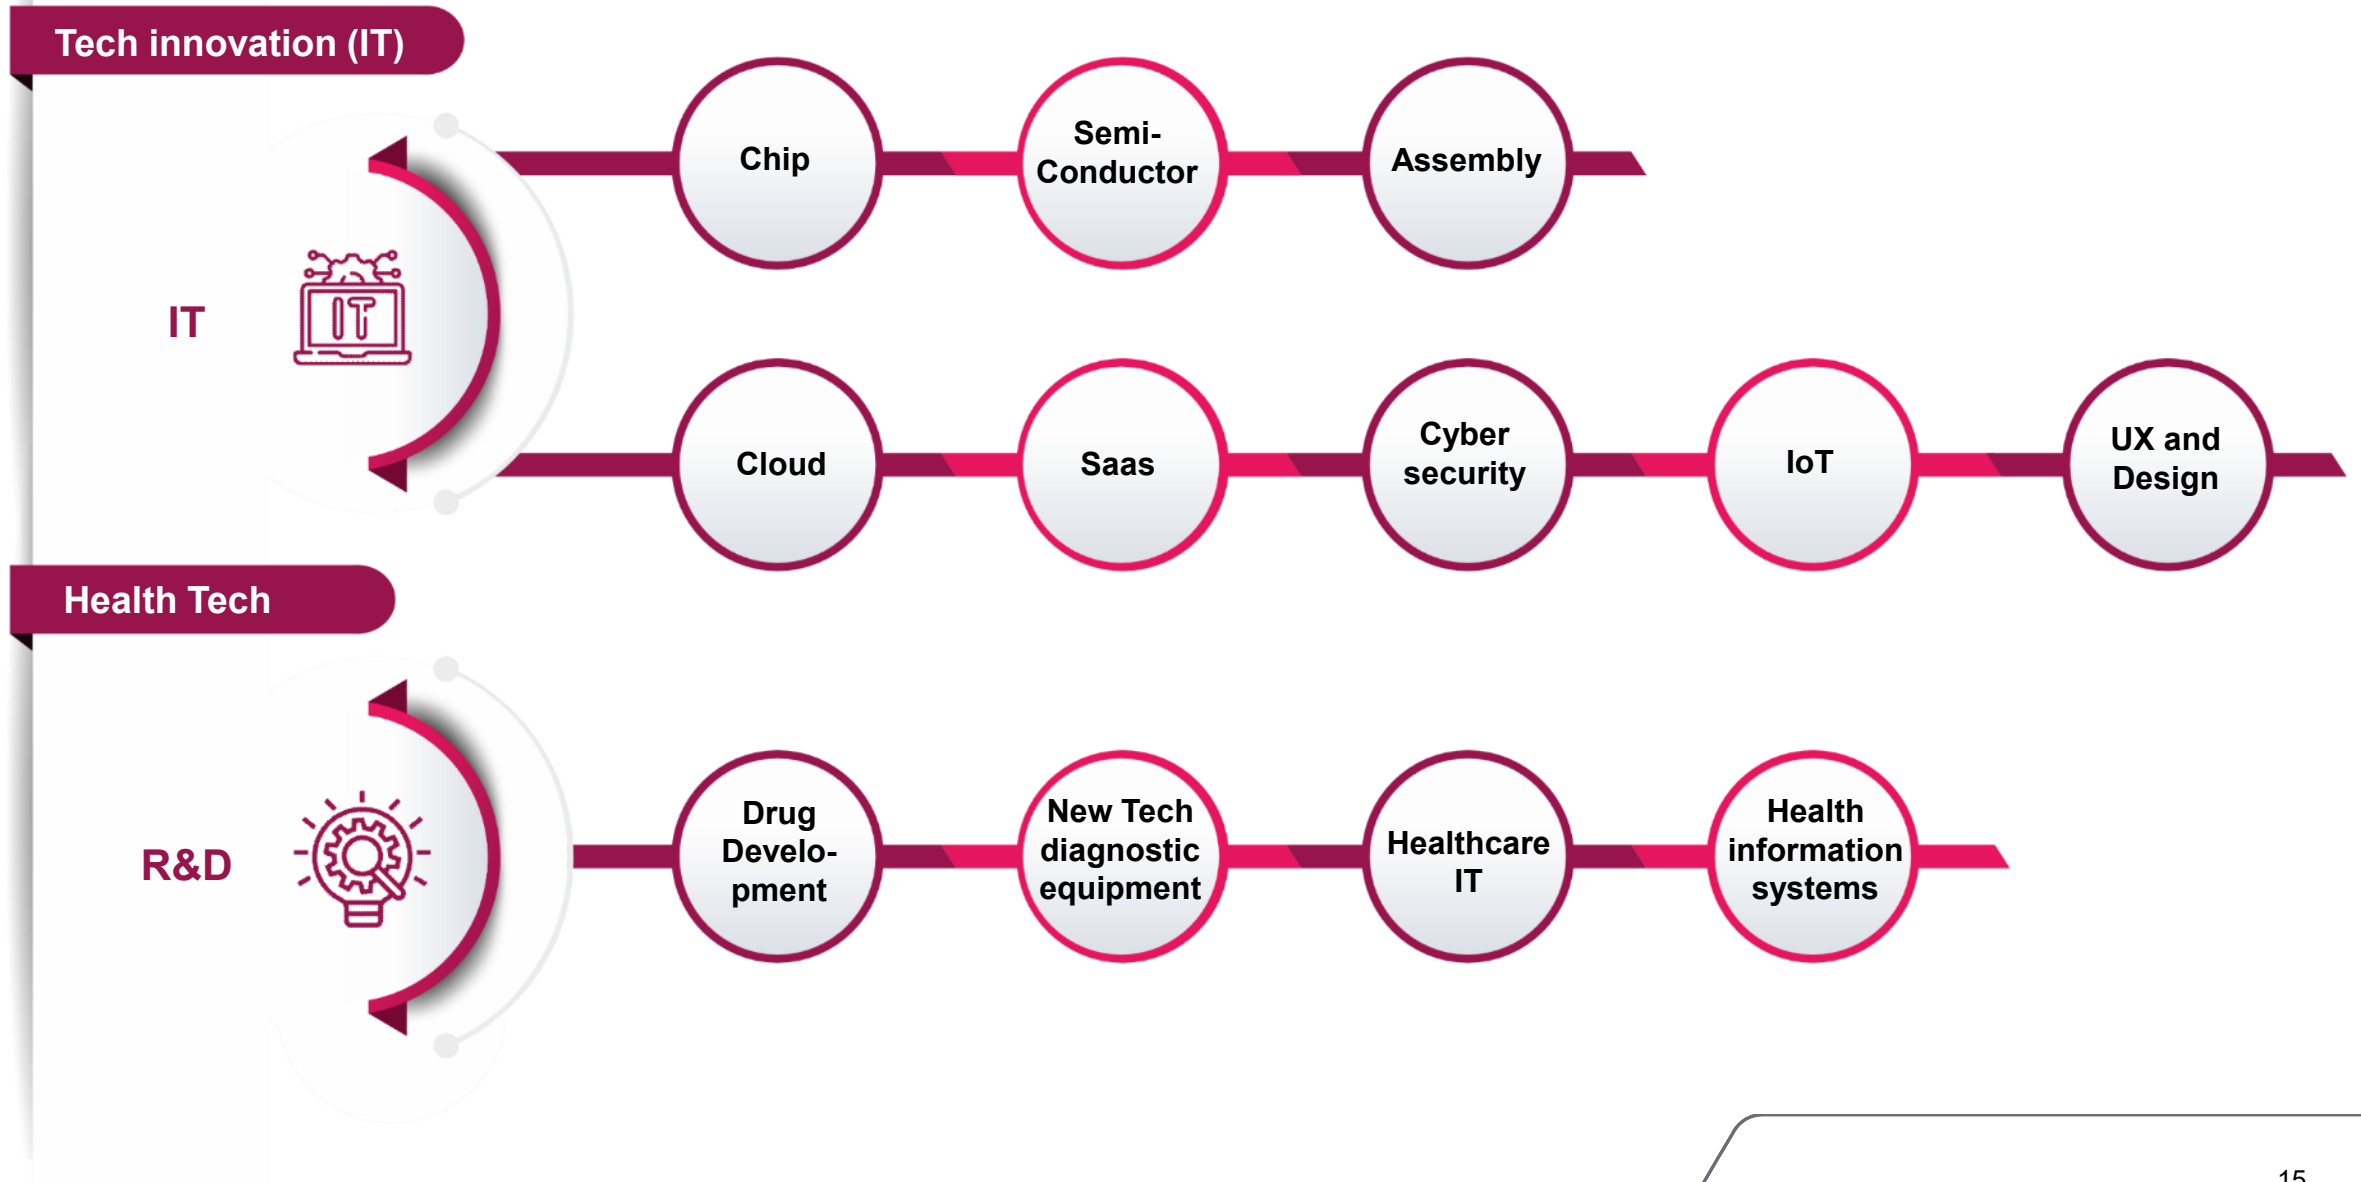 Tech innovation (IT)
IT
IT
Chip
Semi-
Conductor
Assembly
Cloud
Saas
Cyber
security
IoT
UX and
Design
Health Tech
R&D
Drug
Develo-
pment
New Tech
diagnostic
equipment
Healthcare
IT
Health
information
systems
15